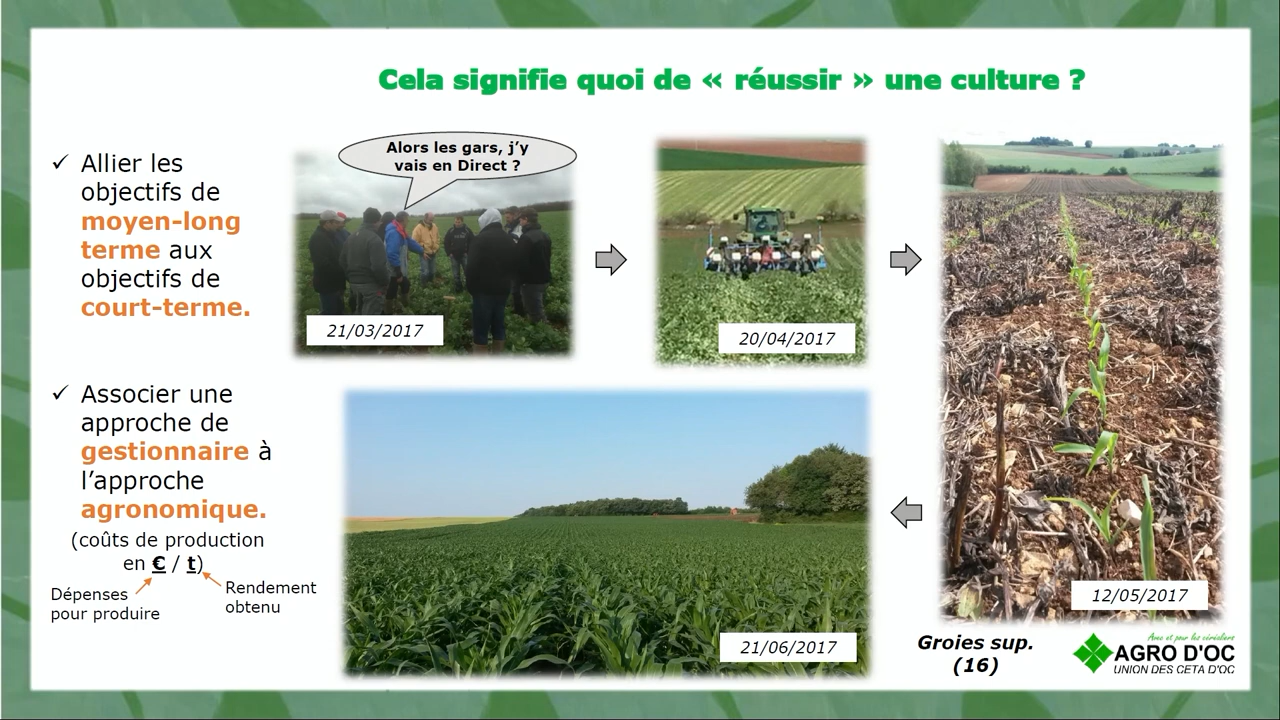 Cela signifie quoi de « réussir » une culture ?
✓ Allier les
objectifs de
moyen-long
terme aux
objectifs de
court-terme.
✓ Associer une
approche de
gestionnaire à
l’approche
agronomique.
(coûts de production
en € / t)
Dépenses
pour produire
Rendement
obtenu
Alors les gars, j’y
vais en Direct ?
21/03/2017
20/04/2017
12/05/2017
21/06/2017
Groies sup.
(16)
Avec et pour les céréaliers
AGRO D'OC
UNION DES CETA D'OC